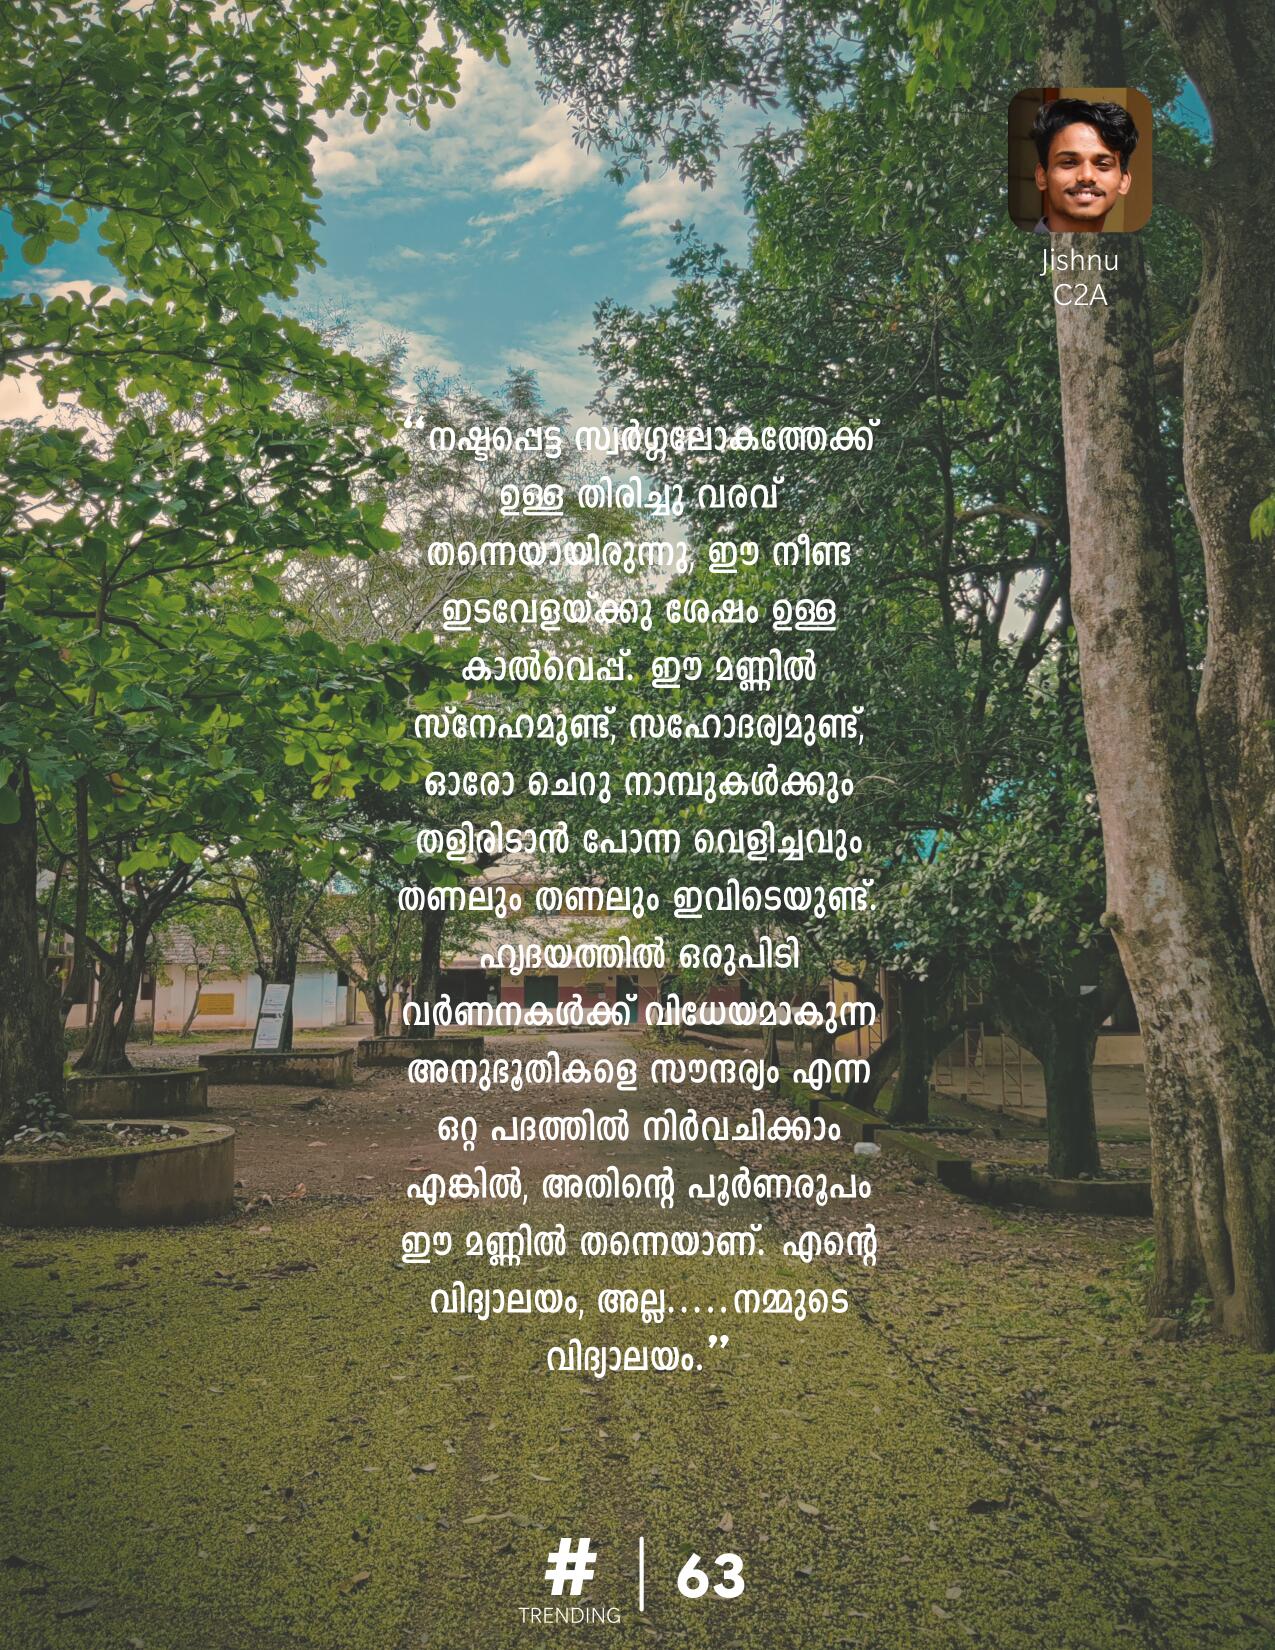 Jishnu
C2A
“നഷ്ടപ്പെട്ട സ്വർഗ്ഗലോകത്തേക്ക്
ഉള്ള തിരിച്ചു വരവ്
തന്നെയായിരുന്നു, ഈ നീണ്ട
ഇടവേളയ്ക്കു ശേഷം ഉള്ള
കാൽവെപ്പ്. ഈ മണ്ണിൽ
സ്നേഹമുണ്ട്, സഹോദര്യമുണ്ട്,
ഓരോ ചെറു നാമ്പുകൾക്കും
തളിരിടാൻ പോന്ന വെളിച്ചവും
തണലും തണലും ഇവിടെയുണ്ട്.
ഹൃദയത്തിൽ ഒരുപിടി
വർണനകൾക്ക് വിധേയമാകുന്ന
അനുഭൂതികളെ സൗന്ദര്യം എന്ന
ഒറ്റ പദത്തിൽ നിർവചിക്കാം
എങ്കിൽ, അതിന്റെ പൂർണരൂപം
ഈ മണ്ണിൽ തന്നെയാണ്. എന്റെ
വിദ്യാലയം, അല്ല.....നമ്മുടെ
വിദ്യാലയം.”
# | 63
TRENDING